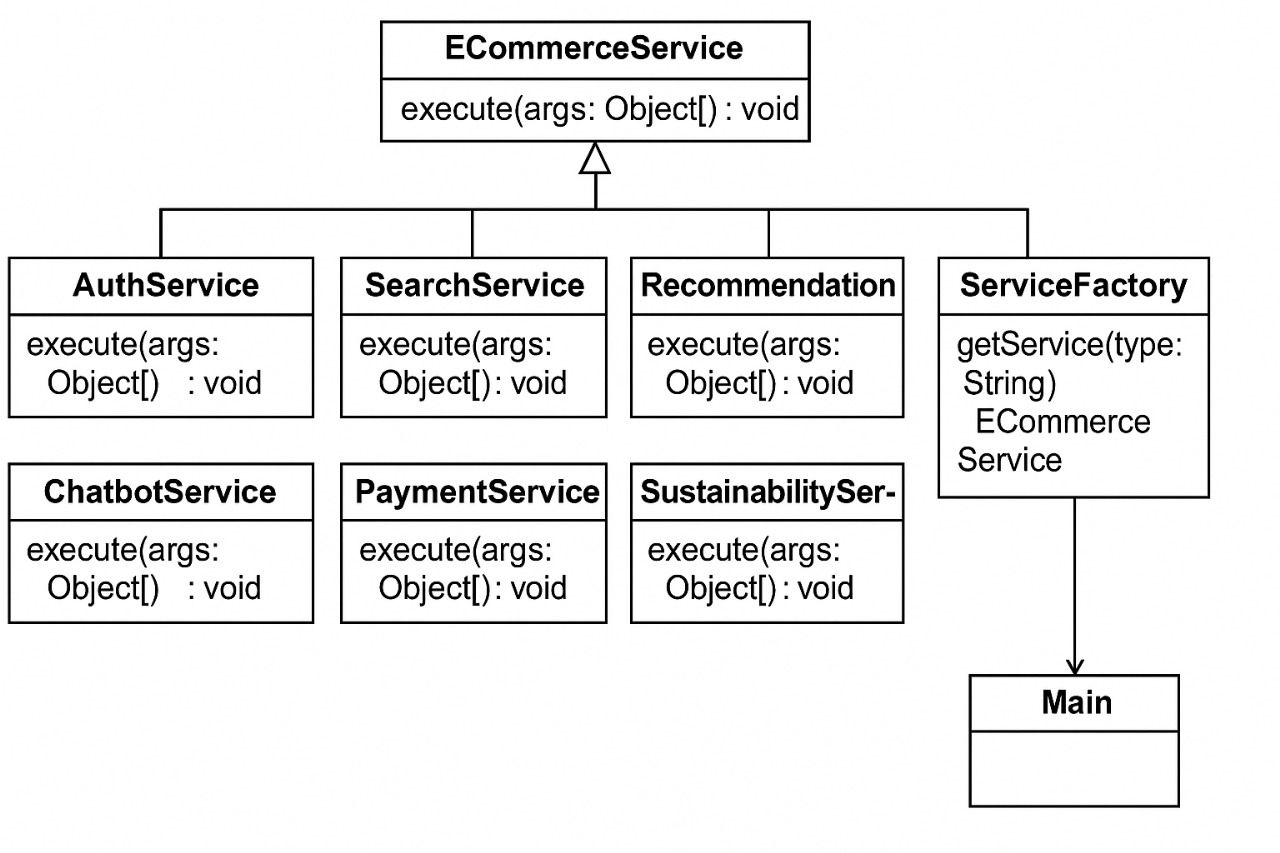 ECommerceService
execute(args: Object[) : void
AuthService
execute(args:
Object[) : void
SearchService
execute(args:
Object[) : void
Recommendation
execute(args:
Object[) : void
ServiceFactory
getService(type:
String)
ECommerce
Service
ChatbotService
execute(args:
Object[) : void
PaymentService
execute(args:
Object[) : void
SustainabilitySer-
execute(args:
Object[) : void
Main